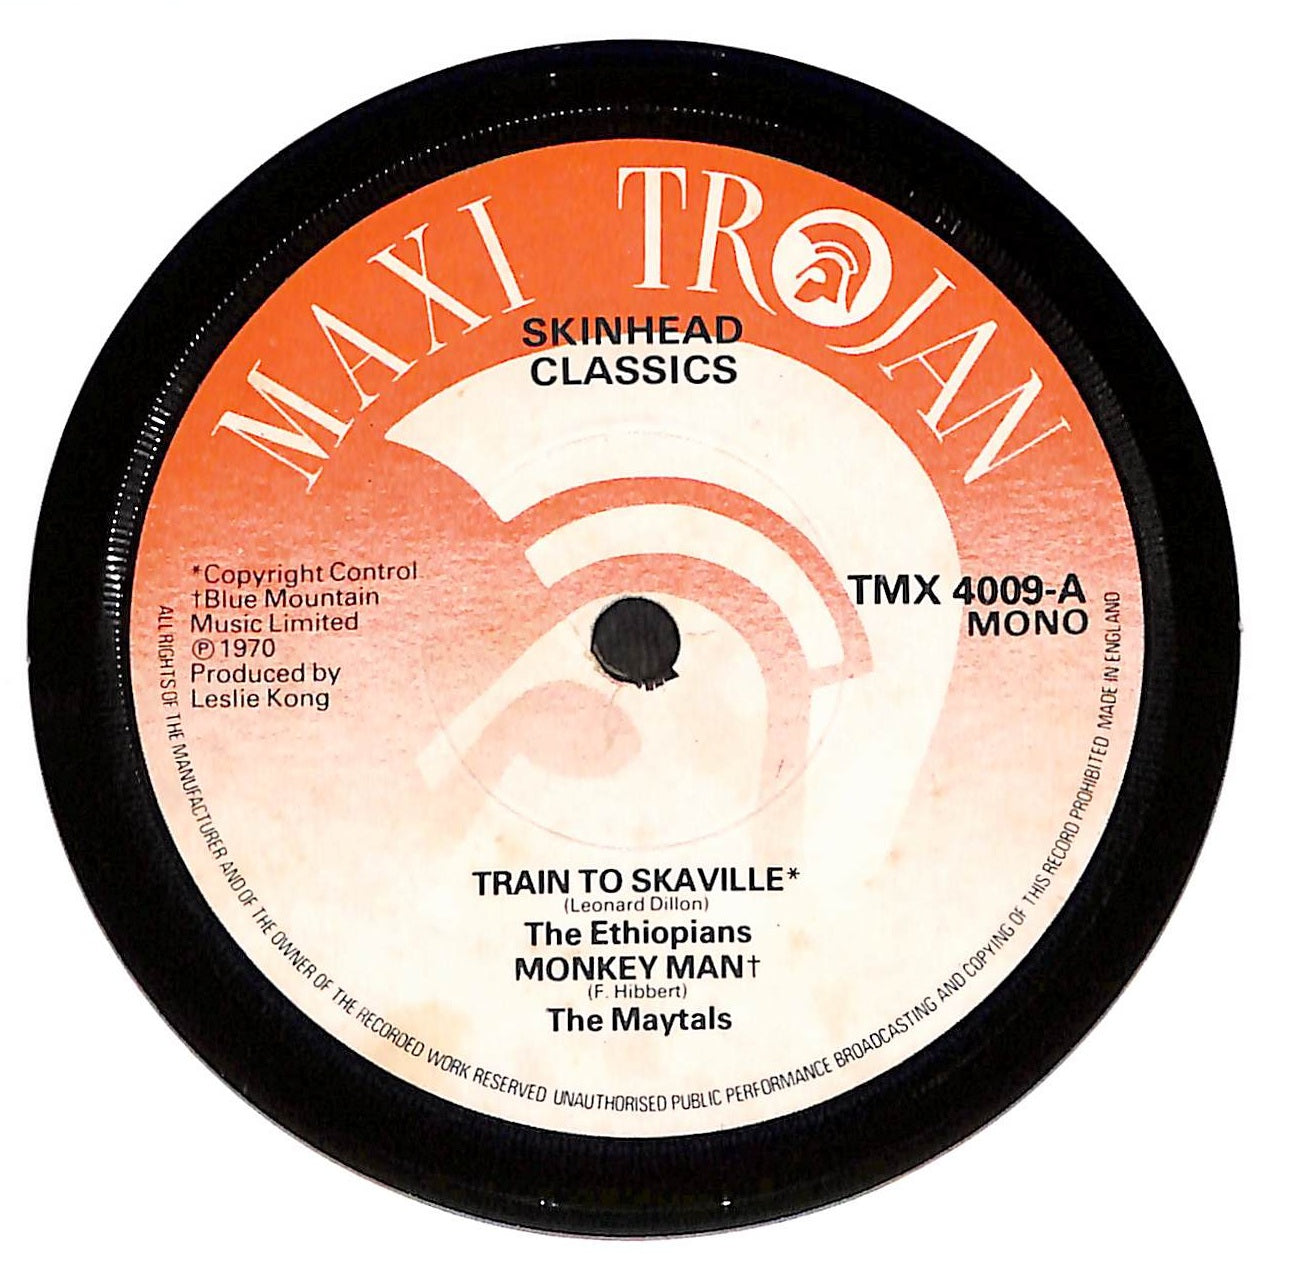 MAXI TROJAN
SKINHEAD
CLASSICS
*Copyright Control
†Blue Mountain
Music Limited
℗ 1970
Produced by
Leslie Kong
TMX 4009-A
MONO
TRAIN TO SKAVILLE*
(Leonard Dillon)
The Ethiopians
MONKEY MAN†
(F. Hibbert)
The Maytals
ALL RIGHTS OF THE MANUFACTURER AND OF THE OWNER OF THE RECORDED WORK RESERVED UNAUTHORISED PUBLIC PERFORMANCE BROADCASTING AND COPYING OF THIS RECORD PROHIBITED MADE IN ENGLAND